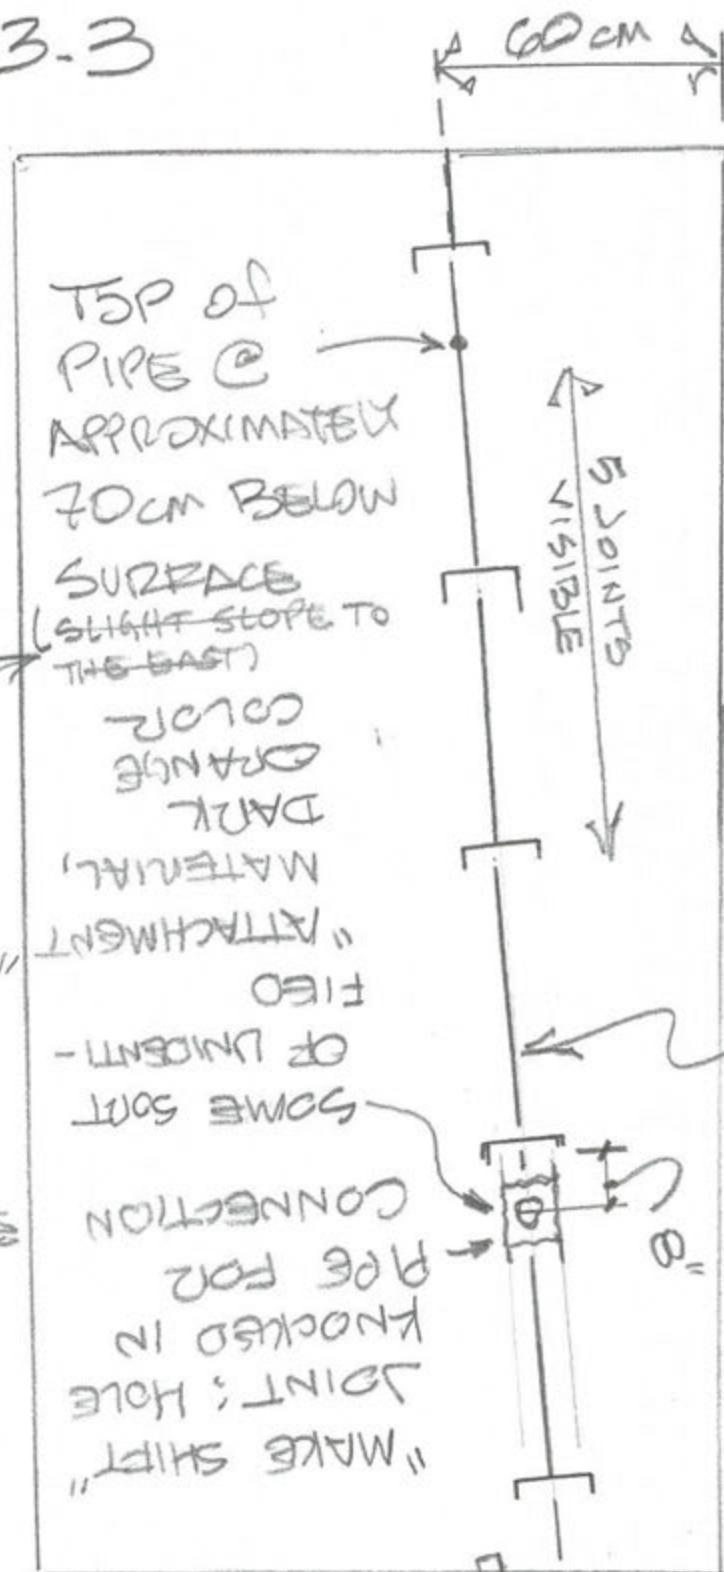 3-3
60 cm
TOP of
PIPE @
APPROXIMATELY
70cm BELOW
SURFACE
(SLIGHT SLOPE TO
THE EAST)
5 JOINTS
VISIBLE
"MAKE SHIFT"
JOINT; HOLE
KNOCKED IN
PIPE FOR
CONNECTION
SOME SORT
OF UNIDENTI-
FIED
"ATTACHMENT
MATERIAL,
DARK
ORANGE
COLOR
8"